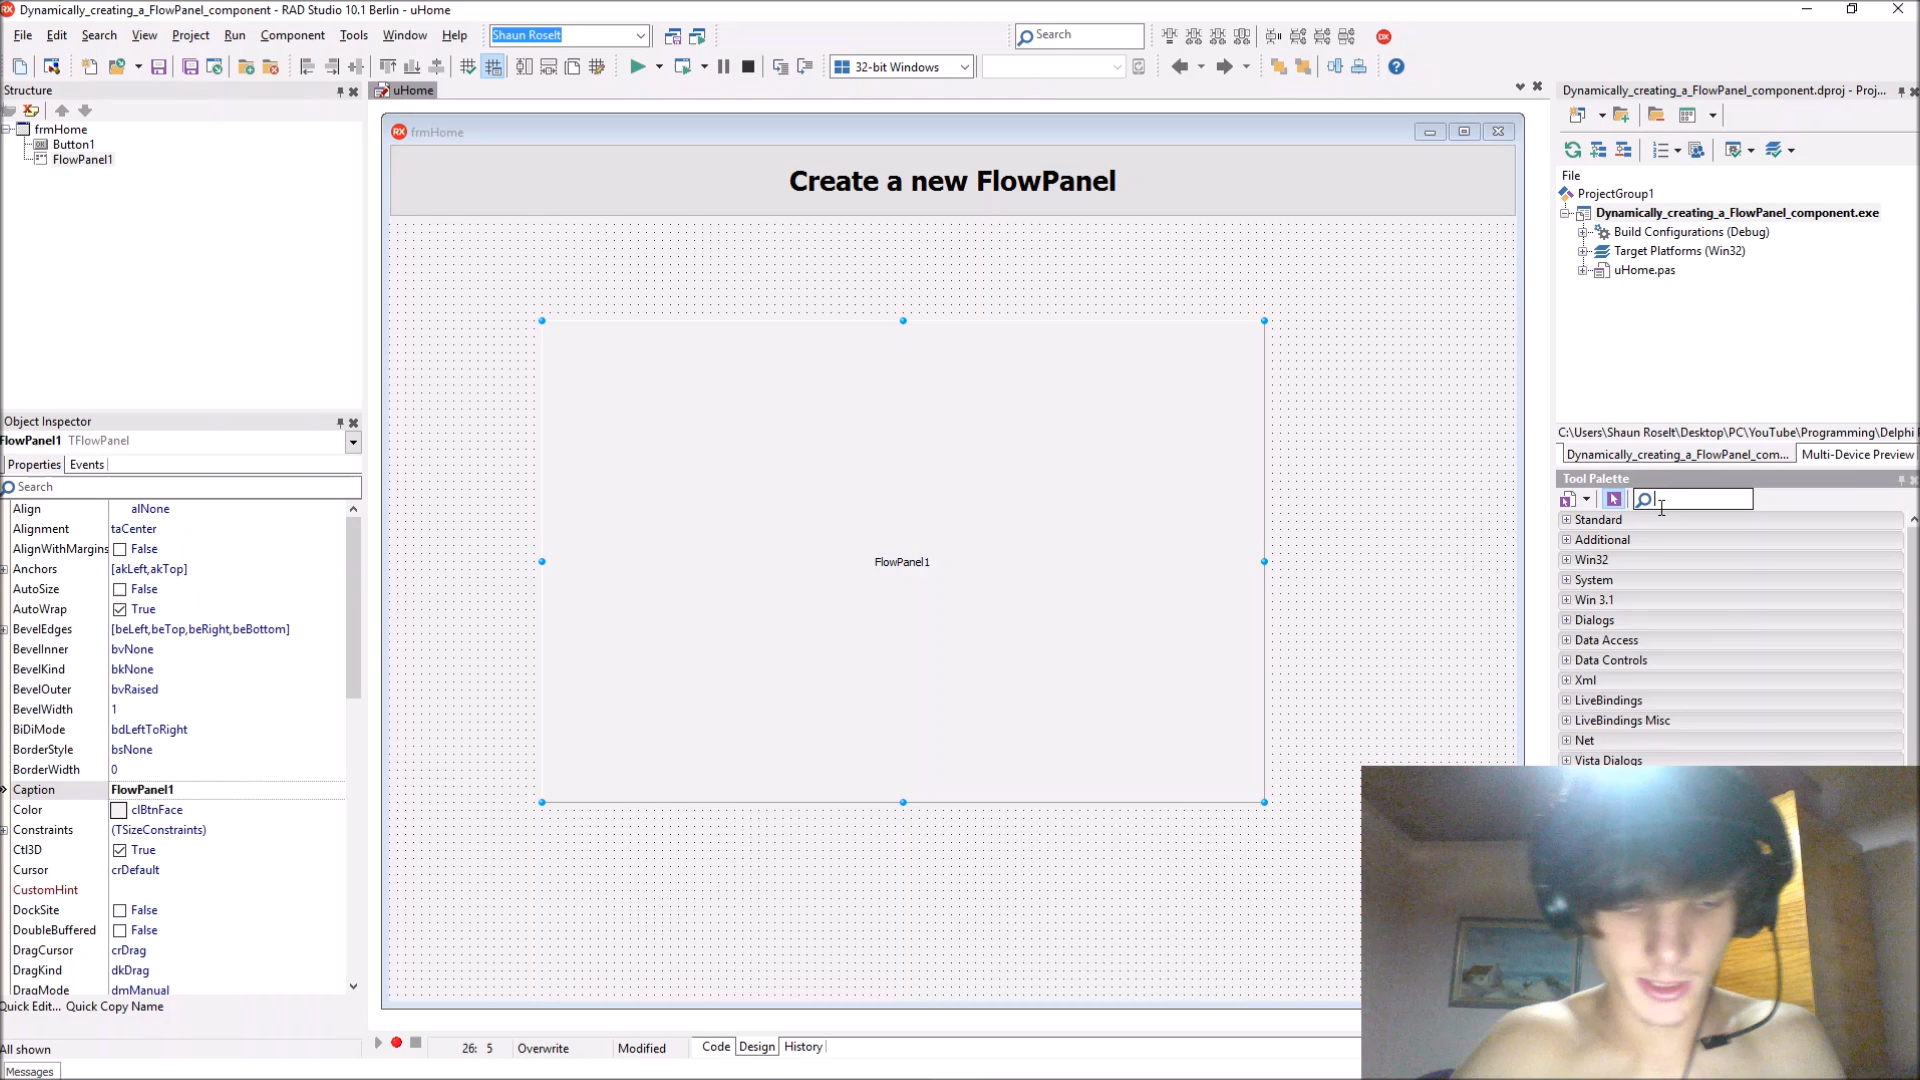 Dynamically_creating_a_FlowPanel_component - RAD Studio 10.1 Berlin - uHome
File Edit Search View Project Run Component Tools Window Help Shaun Roselt Search
32-bit Windows
Structure
frmHome
Button1
FlowPanel1
Object Inspector
FlowPanel1 TFlowPanel
Properties Events
Search
Align alNone
Alignment taCenter
AlignWithMargins False
Anchors [akLeft,akTop]
AutoSize False
AutoWrap True
BevelEdges [beLeft,beTop,beRight,beBottom]
BevelInner bvNone
BevelKind bkNone
BevelOuter bvRaised
BevelWidth 1
BiDiMode bdLeftToRight
BorderStyle bsNone
BorderWidth 0
Caption FlowPanel1
Color clBtnFace
Constraints (TSizeConstraints)
Ctl3D True
Cursor crDefault
CustomHint
DockSite False
DoubleBuffered False
DragCursor crDrag
DragKind dkDrag
DragMode dmManual
Quick Edit... Quick Copy Name
All shown
Messages
uHome
frmHome
Create a new FlowPanel
FlowPanel1
26: 5 Overwrite Modified Code Design History
Dynamically_creating_a_FlowPanel_component.dproj - Proj...
File
ProjectGroup1
Dynamically_creating_a_FlowPanel_component.exe
Build Configurations (Debug)
Target Platforms (Win32)
uHome.pas
C:\Users\Shaun Roselt\Desktop\PC\YouTube\Programming\Delphi
Dynamically_creating_a_FlowPanel_com... Multi-Device Preview
Tool Palette
Standard
Additional
Win32
System
Win 3.1
Dialogs
Data Access
Data Controls
Xml
LiveBindings
LiveBindings Misc
Net
Vista Dialogs